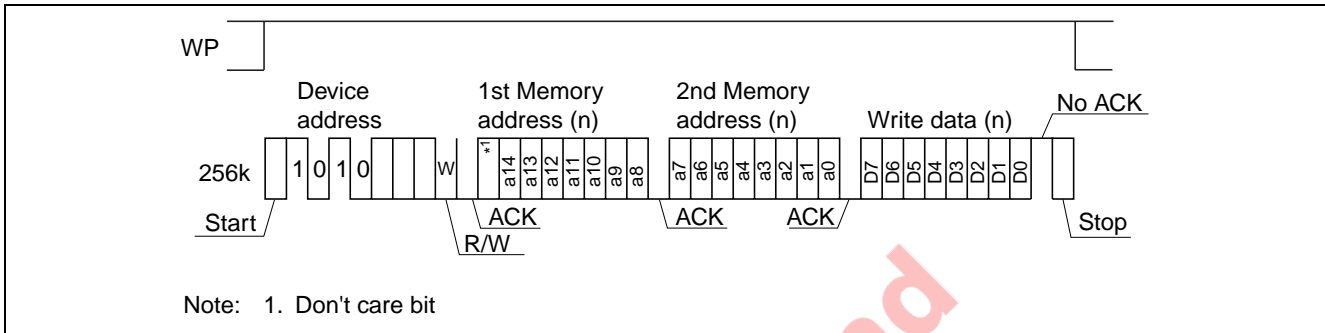 WP
Device address
1st Memory address (n)
2nd Memory address (n)
Write data (n)
No ACK
256k
1 0 1 0 W *1 a14 a13 a12 a11 a10 a9 a8 a7 a6 a5 a4 a3 a2 a1 a0 D7 D6 D5 D4 D3 D2 D1 D0
Start
ACK
ACK
ACK
Stop
R/W
Note: 1. Don't care bit